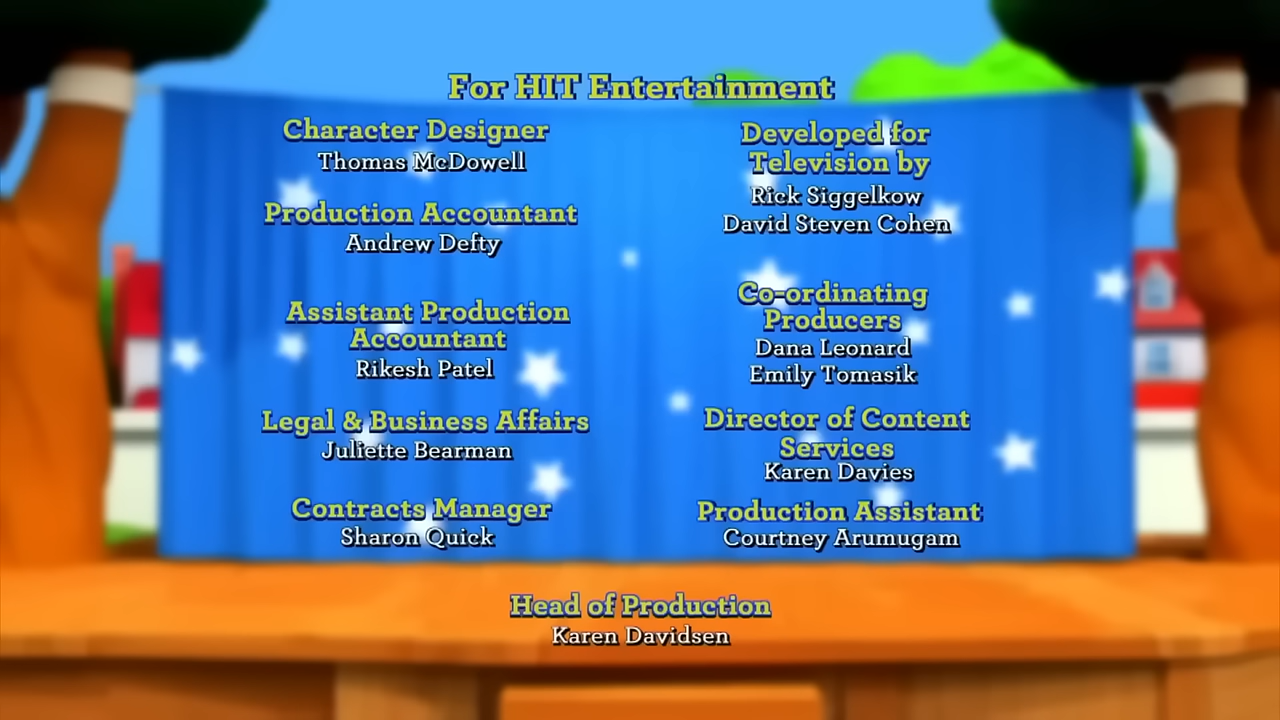 For HIT Entertainment
Character Designer
Thomas McDowell
Production Accountant
Andrew Defty
Assistant Production
Accountant
Rikesh Patel
Legal & Business Affairs
Juliette Bearman
Contracts Manager
Sharon Quick
Developed for
Television by
Rick Siggelkow
David Steven Cohen
Co-ordinating
Producers
Dana Leonard
Emily Tomasik
Director of Content
Services
Karen Davies
Production Assistant
Courtney Arumugam
Head of Production
Karen Davidsen